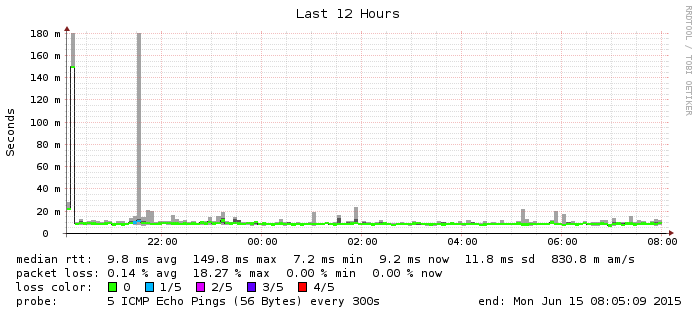 Last 12 Hours
RRDTOOL / TOBI OETIKER
Seconds
180 m
160 m
140 m
120 m
100 m
80 m
60 m
40 m
20 m
0
22:00 00:00 02:00 04:00 06:00 08:00
median rtt: 9.8 ms avg 149.8 ms max 7.2 ms min 9.2 ms now 11.8 ms sd 830.8 m am/s
packet loss: 0.14 % avg 18.27 % max 0.00 % min 0.00 % now
loss color: 0 1/5 2/5 3/5 4/5
probe: 5 ICMP Echo Pings (56 Bytes) every 300s end: Mon Jun 15 08:05:09 2015